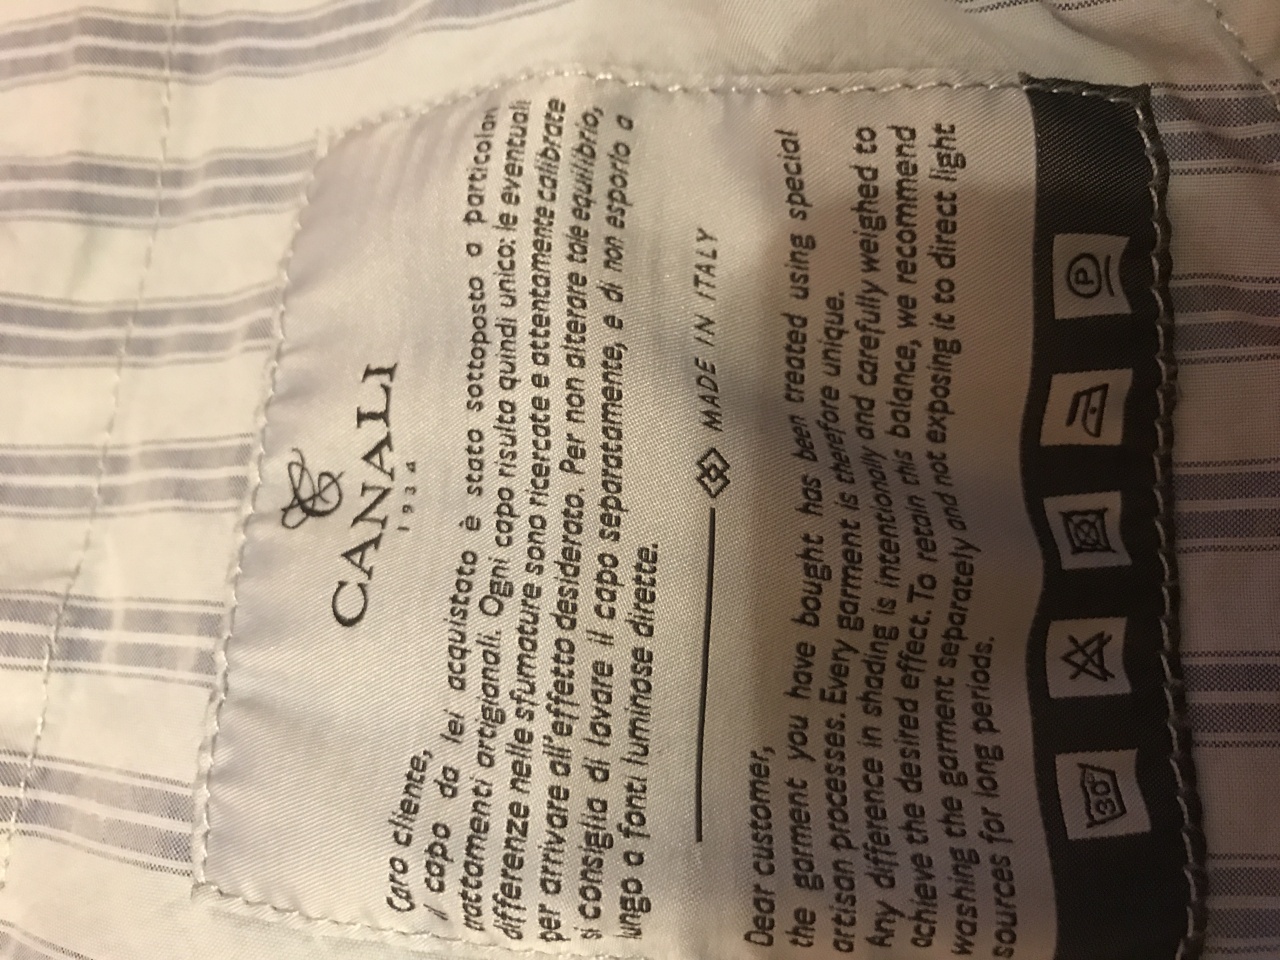 CANALI
1934
Caro cliente,
il capo da lei acquistato è stato sottoposto a particolari
trattamenti artigianali. Ogni capo risulta quindi unico: le eventuali
differenze nelle sfumature sono ricercate e attentamente calibrate
per arrivare all'effetto desiderato. Per non alterare tale equilibrio,
si consiglia di lavare il capo separatamente, e di non esporlo a
lungo a fonti luminose dirette.
MADE IN ITALY
Dear customer,
the garment you have bought has been created using special
artisan processes. Every garment is therefore unique.
Any difference in shading is intentionally and carefully weighed to
achieve the desired effect. To retain this balance, we recommend
washing the garment separately and not exposing it to direct light
sources for long periods.
30° P